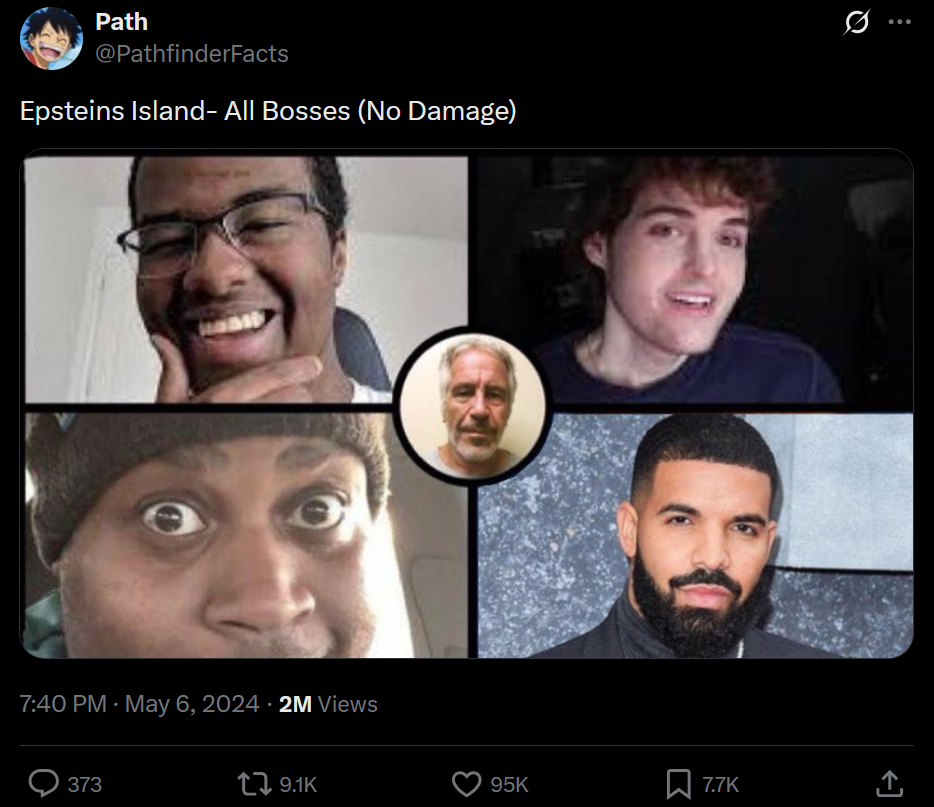 Path
@PathfinderFacts
Epsteins Island- All Bosses (No Damage)
7:40 PM · May 6, 2024 · 2M Views
373 9.1K 95K 7.7K